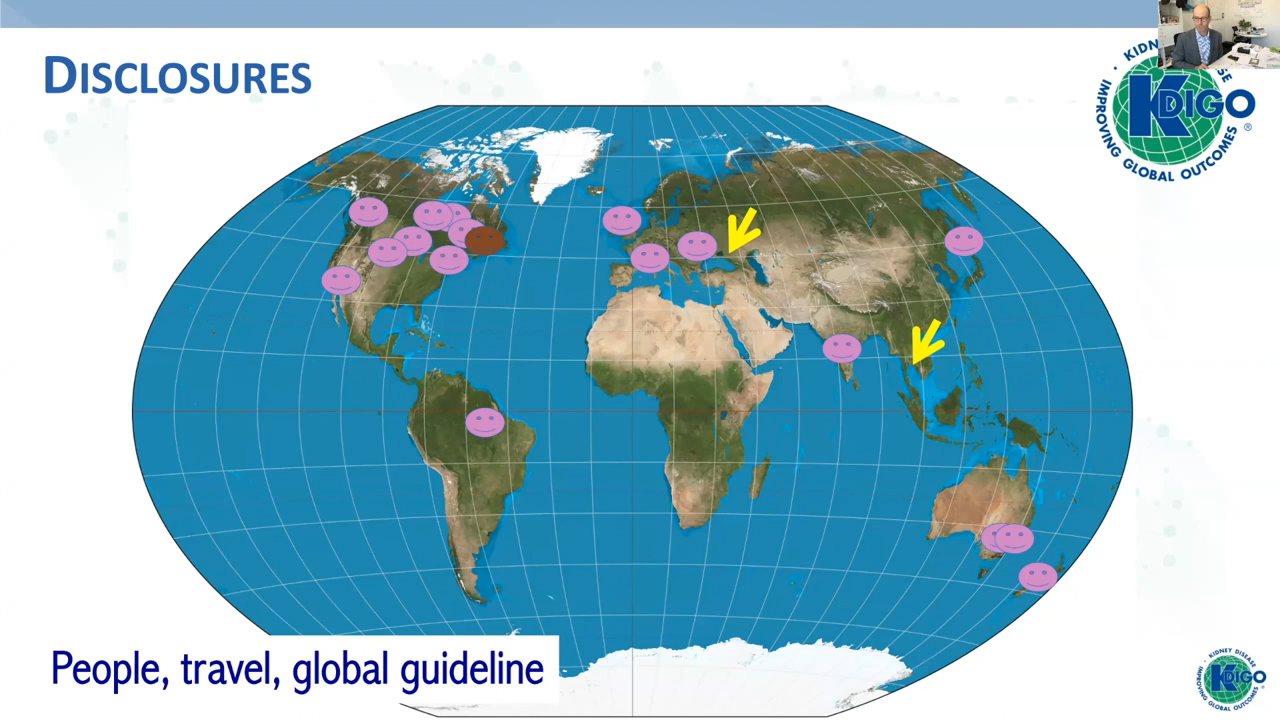 DISCLOSURES
KIDNEY DISEASE
IMPROVING GLOBAL OUTCOMES
KDIGO
®
People, travel, global guideline
KIDNEY DISEASE
IMPROVING GLOBAL OUTCOMES
KDIGO
®